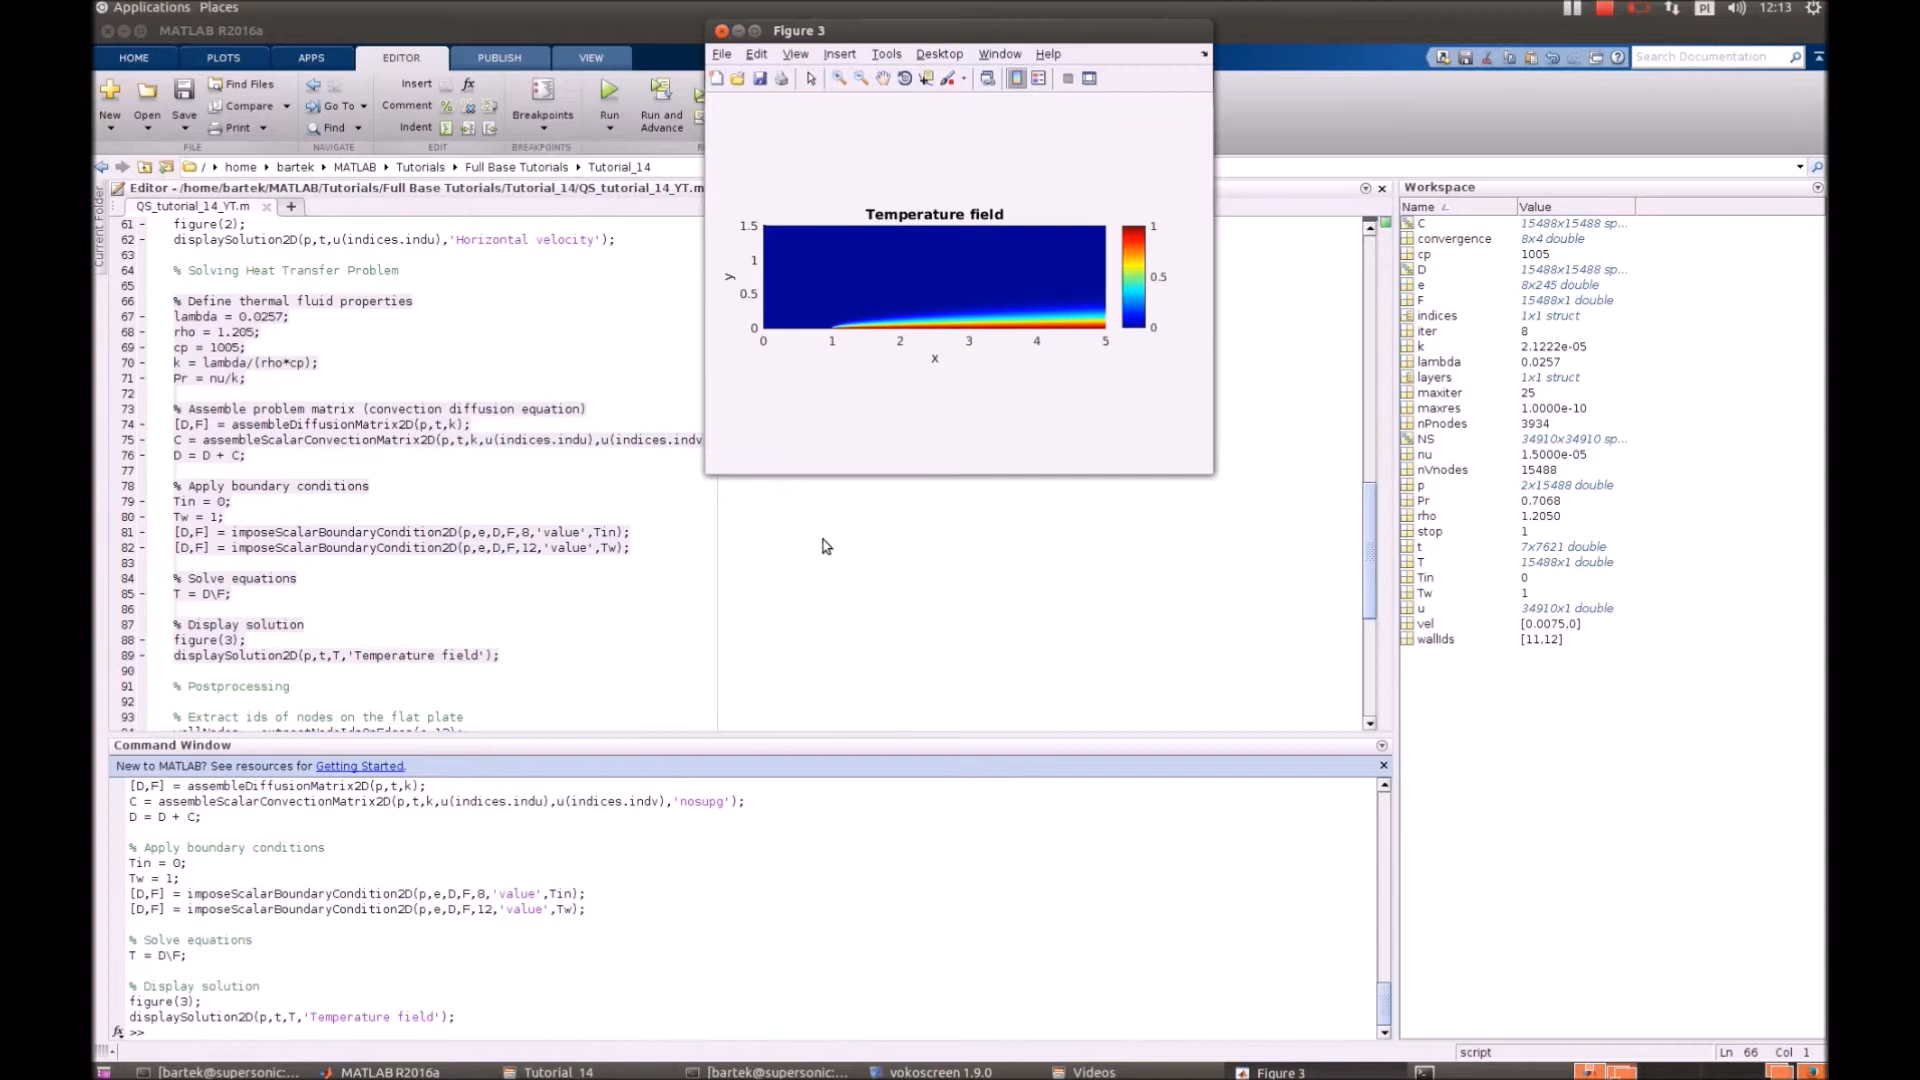 Applications Places
PI 12:13
MATLAB R2016a
Figure 3
File Edit View Insert Tools Desktop Window Help
HOME PLOTS APPS EDITOR PUBLISH VIEW
Search Documentation
New Open Save Find Files Compare Print
Go To Find
Insert fx
Comment
Indent
Breakpoints Run Run and Advance
FILE NAVIGATE EDIT BREAKPOINTS
/ home MATLAB Tutorials Full Base Tutorials Tutorial_14
/ home bartek MATLAB Tutorials Full Base Tutorials Tutorial_14
Current Folder
Editor - /home/bartek/MATLAB/Tutorials/Full Base Tutorials/Tutorial_14/QS_tutorial_14_YT.m
QS_tutorial_14_YT.m +
61 figure(2);
62 displaySolution2D(p,t,u(indices.indu),'Horizontal velocity');
63
64 % Solving Heat Transfer Problem
65
66 % Define thermal fluid properties
67 lambda = 0.0257;
68 rho = 1.205;
69 cp = 1005;
70 k = lambda/(rho*cp);
71 Pr = nu/k;
72
73 % Assemble problem matrix (convection diffusion equation)
74 [D,F] = assembleDiffusionMatrix2D(p,t,k);
75 C = assembleScalarConvectionMatrix2D(p,t,k,u(indices.indu),u(indices.indv
76 D = D + C;
77
78 % Apply boundary conditions
79 Tin = 0;
80 Tw = 1;
81 [D,F] = imposeScalarBoundaryCondition2D(p,e,D,F,8,'value',Tin);
82 [D,F] = imposeScalarBoundaryCondition2D(p,e,D,F,12,'value',Tw);
83
84 % Solve equations
85 T = D\F;
86
87 % Display solution
88 figure(3);
89 displaySolution2D(p,t,T,'Temperature field');
90
91 % Postprocessing
92
93 % Extract ids of nodes on the flat plate
Temperature field
1.5
1
0.5
0
y
0 1 2 3 4 5
x
1
0.5
0
Workspace
Name Value
C 15488x15488 sp...
convergence 8x4 double
cp 1005
D 15488x15488 sp...
e 8x245 double
F 15488x1 double
indices 1x1 struct
iter 8
k 2.1222e-05
lambda 0.0257
layers 1x1 struct
maxiter 25
maxres 1.0000e-10
nPnodes 3934
NS 34910x34910 sp...
nu 1.5000e-05
nVnodes 15488
p 2x15488 double
Pr 0.7068
rho 1.2050
stop 1
t 7x7621 double
T 15488x1 double
Tin 0
Tw 1
u 34910x1 double
vel [0.0075,0]
wallIds [11,12]
Command Window
New to MATLAB? See resources for Getting Started.
[D,F] = assembleDiffusionMatrix2D(p,t,k);
C = assembleScalarConvectionMatrix2D(p,t,k,u(indices.indu),u(indices.indv),'nosupg');
D = D + C;
% Apply boundary conditions
Tin = 0;
Tw = 1;
[D,F] = imposeScalarBoundaryCondition2D(p,e,D,F,8,'value',Tin);
[D,F] = imposeScalarBoundaryCondition2D(p,e,D,F,12,'value',Tw);
% Solve equations
T = D\F;
% Display solution
figure(3);
displaySolution2D(p,t,T,'Temperature field');
fx >>
script Ln 66 Col 1
[bartek@supersonic:... MATLAB R2016a Tutorial_14 [bartek@supersonic:... vokoscreen 1.9.0 Videos Figure 3